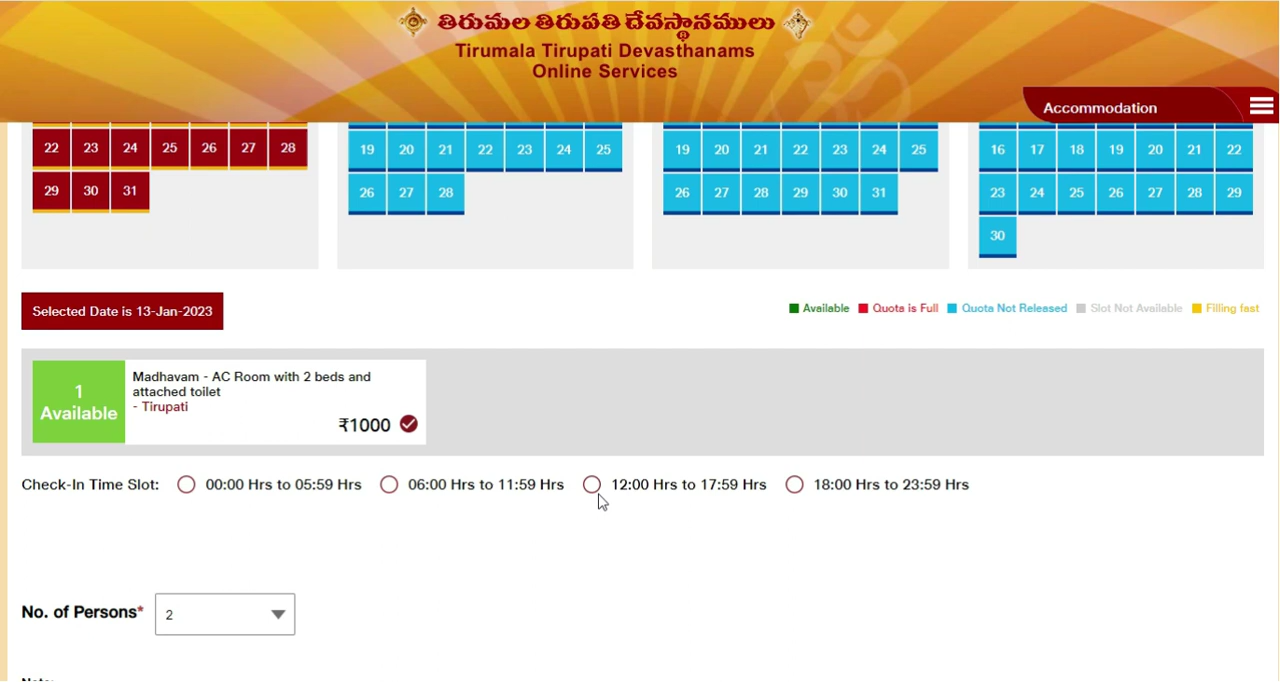 తిరుమల తిరుపతి దేవస్థానములు
Tirumala Tirupati Devasthanams
Online Services
Accommodation
22 23 24 25 26 27 28
29 30 31
19 20 21 22 23 24 25
26 27 28
19 20 21 22 23 24 25
26 27 28 29 30 31
16 17 18 19 20 21 22
23 24 25 26 27 28 29
30
Selected Date is 13-Jan-2023
Available Quota is Full Quota Not Released Slot Not Available Filling fast
1
Available
Madhavam - AC Room with 2 beds and
attached toilet
- Tirupati
₹1000
Check-In Time Slot: 00:00 Hrs to 05:59 Hrs 06:00 Hrs to 11:59 Hrs 12:00 Hrs to 17:59 Hrs 18:00 Hrs to 23:59 Hrs
No. of Persons* 2